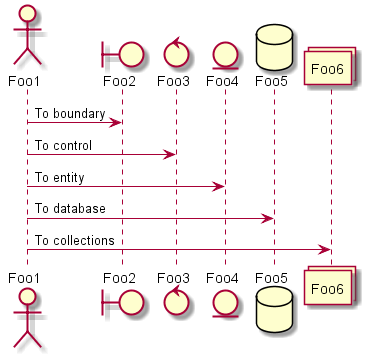 Foo1 Foo2 Foo3 Foo4 Foo5 Foo6
To boundary
To control
To entity
To database
To collections
Foo1 Foo2 Foo3 Foo4 Foo5 Foo6